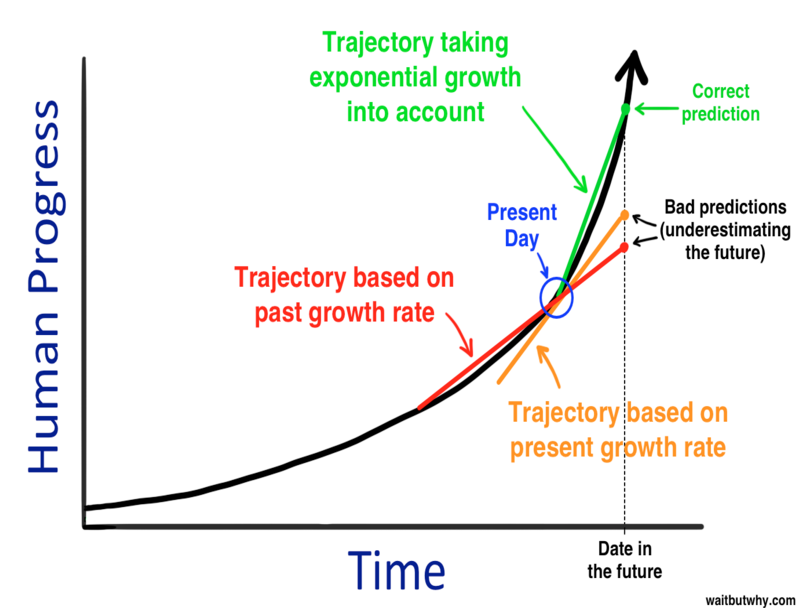 Trajectory taking
exponential growth
into account
Correct
prediction
Present
Day
Bad predictions
(underestimating
the future)
Trajectory based on
past growth rate
Trajectory based on
present growth rate
Human Progress
Time
Date in
the future
waitbutwhy.com